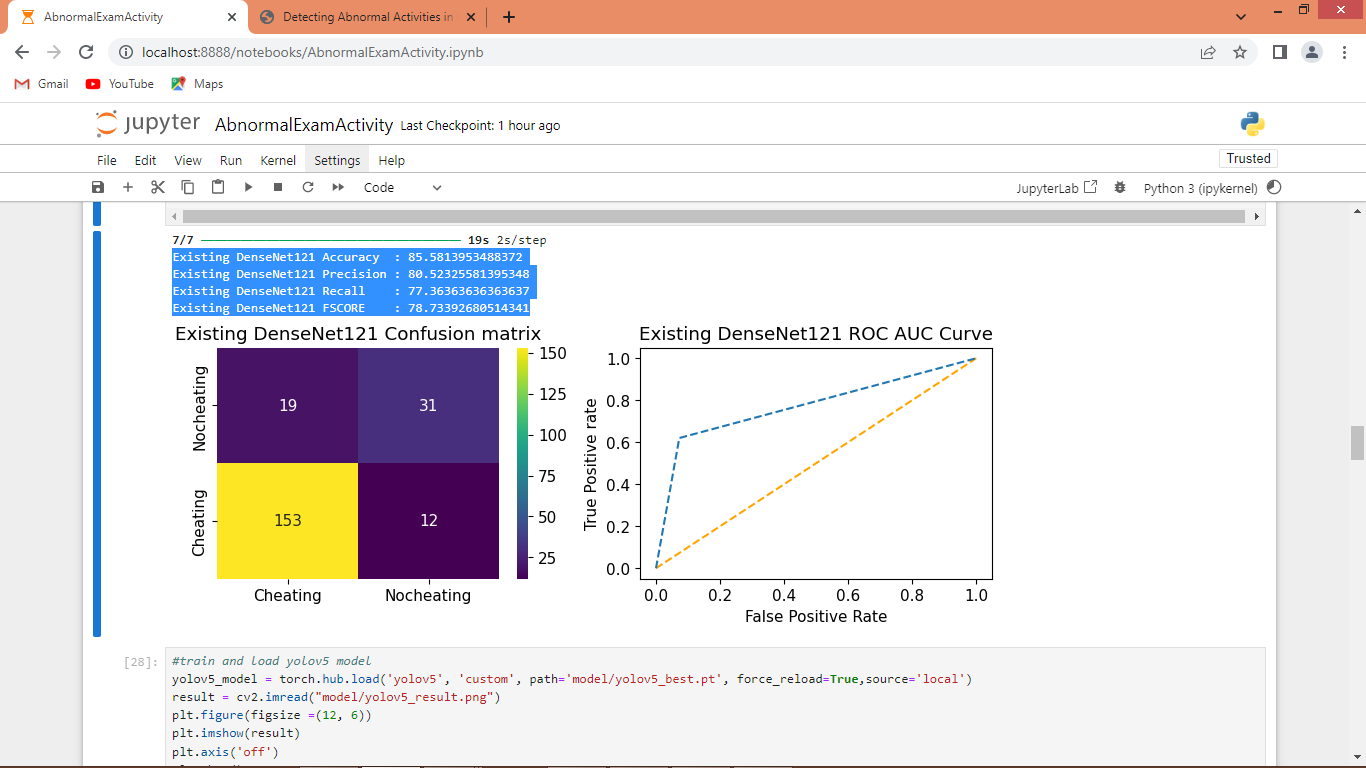 AbnormalExamActivity
Detecting Abnormal Activities in
localhost:8888/notebooks/AbnormalExamActivity.ipynb
Gmail YouTube Maps
jupyter AbnormalExamActivity Last Checkpoint: 1 hour ago
File Edit View Run Kernel Settings Help Trusted
Code JupyterLab Python 3 (ipykernel)
7/7 19s 2s/step
Existing DenseNet121 Accuracy : 85.5813953488372
Existing DenseNet121 Precision : 80.52325581395348
Existing DenseNet121 Recall : 77.36363636363637
Existing DenseNet121 FSCORE : 78.73392680514341
Existing DenseNet121 Confusion matrix
Nocheating
Cheating
19 31
153 12
Cheating Nocheating
150
125
100
75
50
25
Existing DenseNet121 ROC AUC Curve
True Positive rate
1.0
0.8
0.6
0.4
0.2
0.0
0.0 0.2 0.4 0.6 0.8 1.0
False Positive Rate
[28]:
#train and load yolov5 model
yolov5_model = torch.hub.load('yolov5', 'custom', path='model/yolov5_best.pt', force_reload=True,source='local')
result = cv2.imread("model/yolov5_result.png")
plt.figure(figsize =(12, 6))
plt.imshow(result)
plt.axis('off')